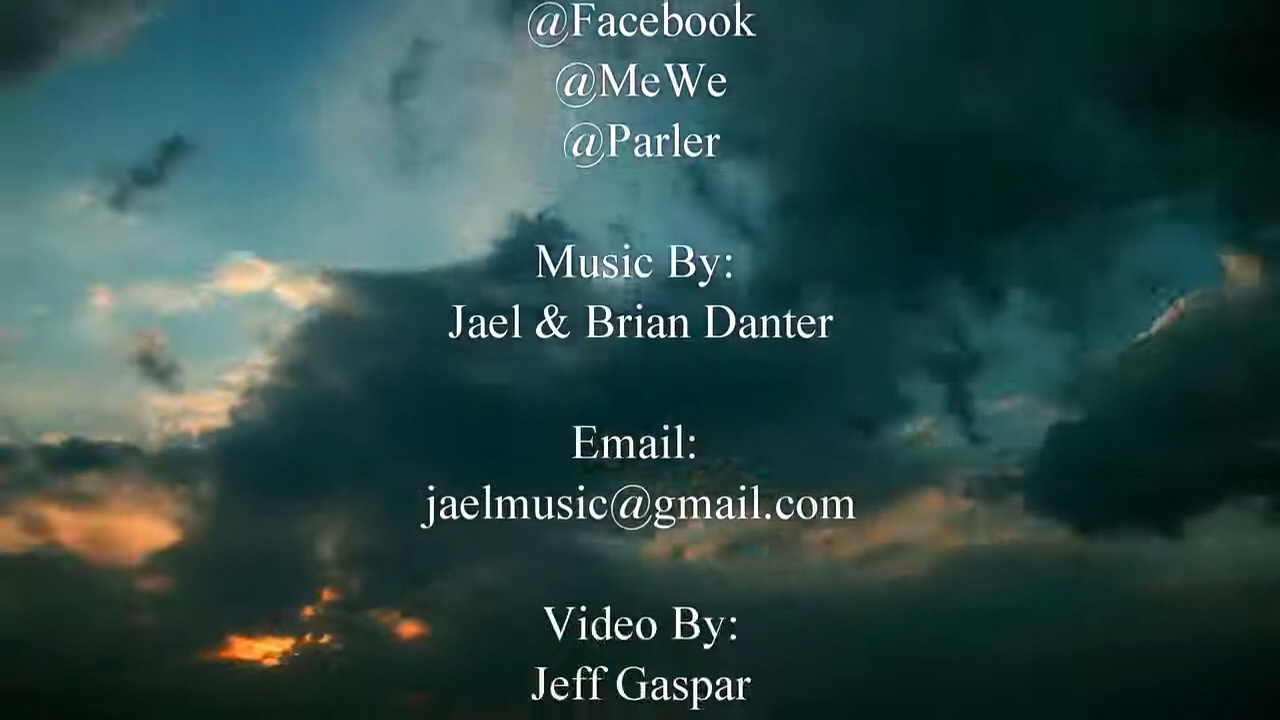 @Facebook
@MeWe
@Parler
Music By:
Jael & Brian Danter
Email:
jaelmusic@gmail.com
Video By:
Jeff Gaspar